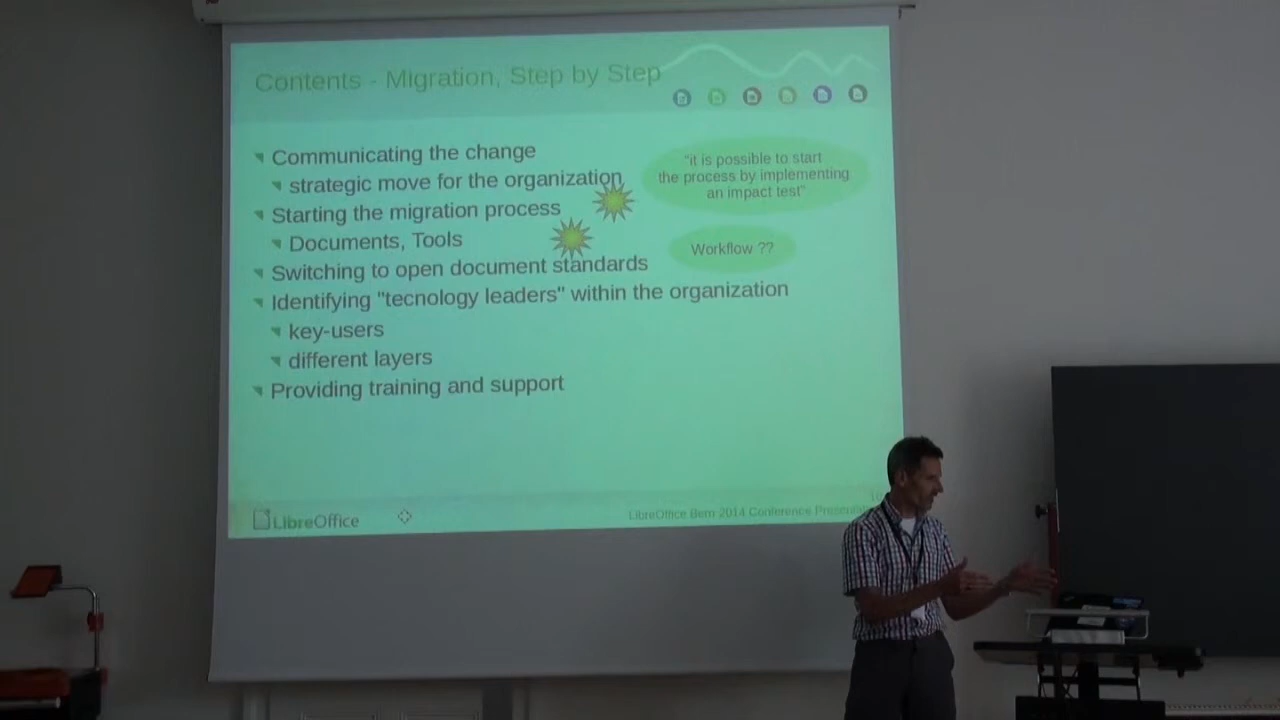 Contents - Migration, Step by Step
Communicating the change
strategic move for the organization
Starting the migration process
Documents, Tools
Switching to open document standards
Identifying "tecnology leaders" within the organization
key-users
different layers
Providing training and support
"it is possible to start
the process by implementing
an impact test"
Workflow ??
LibreOffice
LibreOffice Bern 2014 Conference